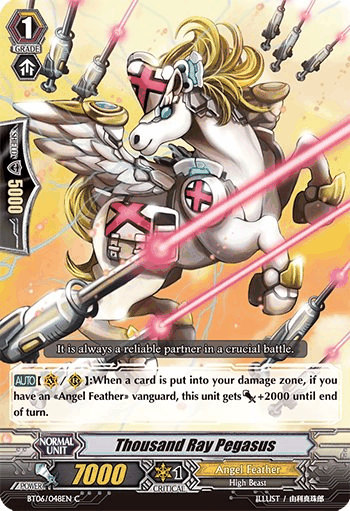 1
GRADE
SHIELD 5000
It is always a reliable partner in a crucial battle.
AUTO [ / ]:When a card is put into your damage zone, if you
have an «Angel Feather» vanguard, this unit gets +2000 until end
of turn.
NORMAL UNIT
Thousand Ray Pegasus
POWER 7000 1 CRITICAL
Angel Feather
High Beast
BT06/048EN C
ILLUST / 由利真珠郎